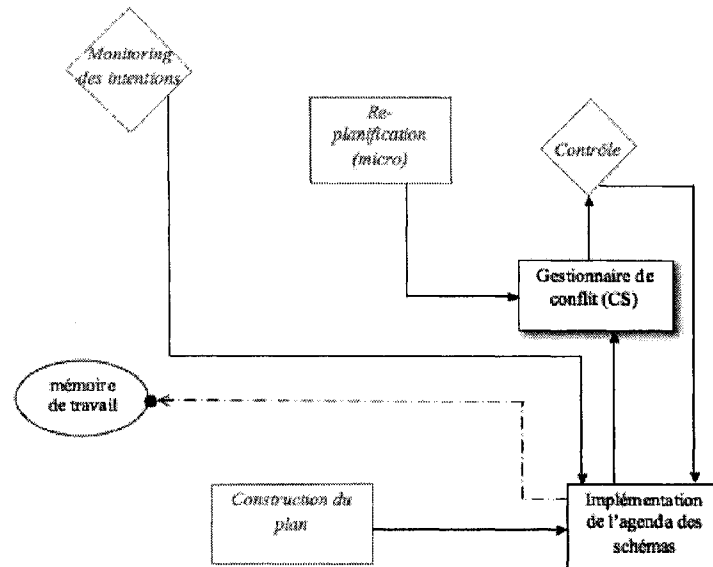 Monitoring
des intentions
Re-
planification
(micro)
Contrôle
Gestionnaire de
conflit (CS)
mémoire
de travail
Construction du
plan
Implémentation
de l'agenda des
schémas